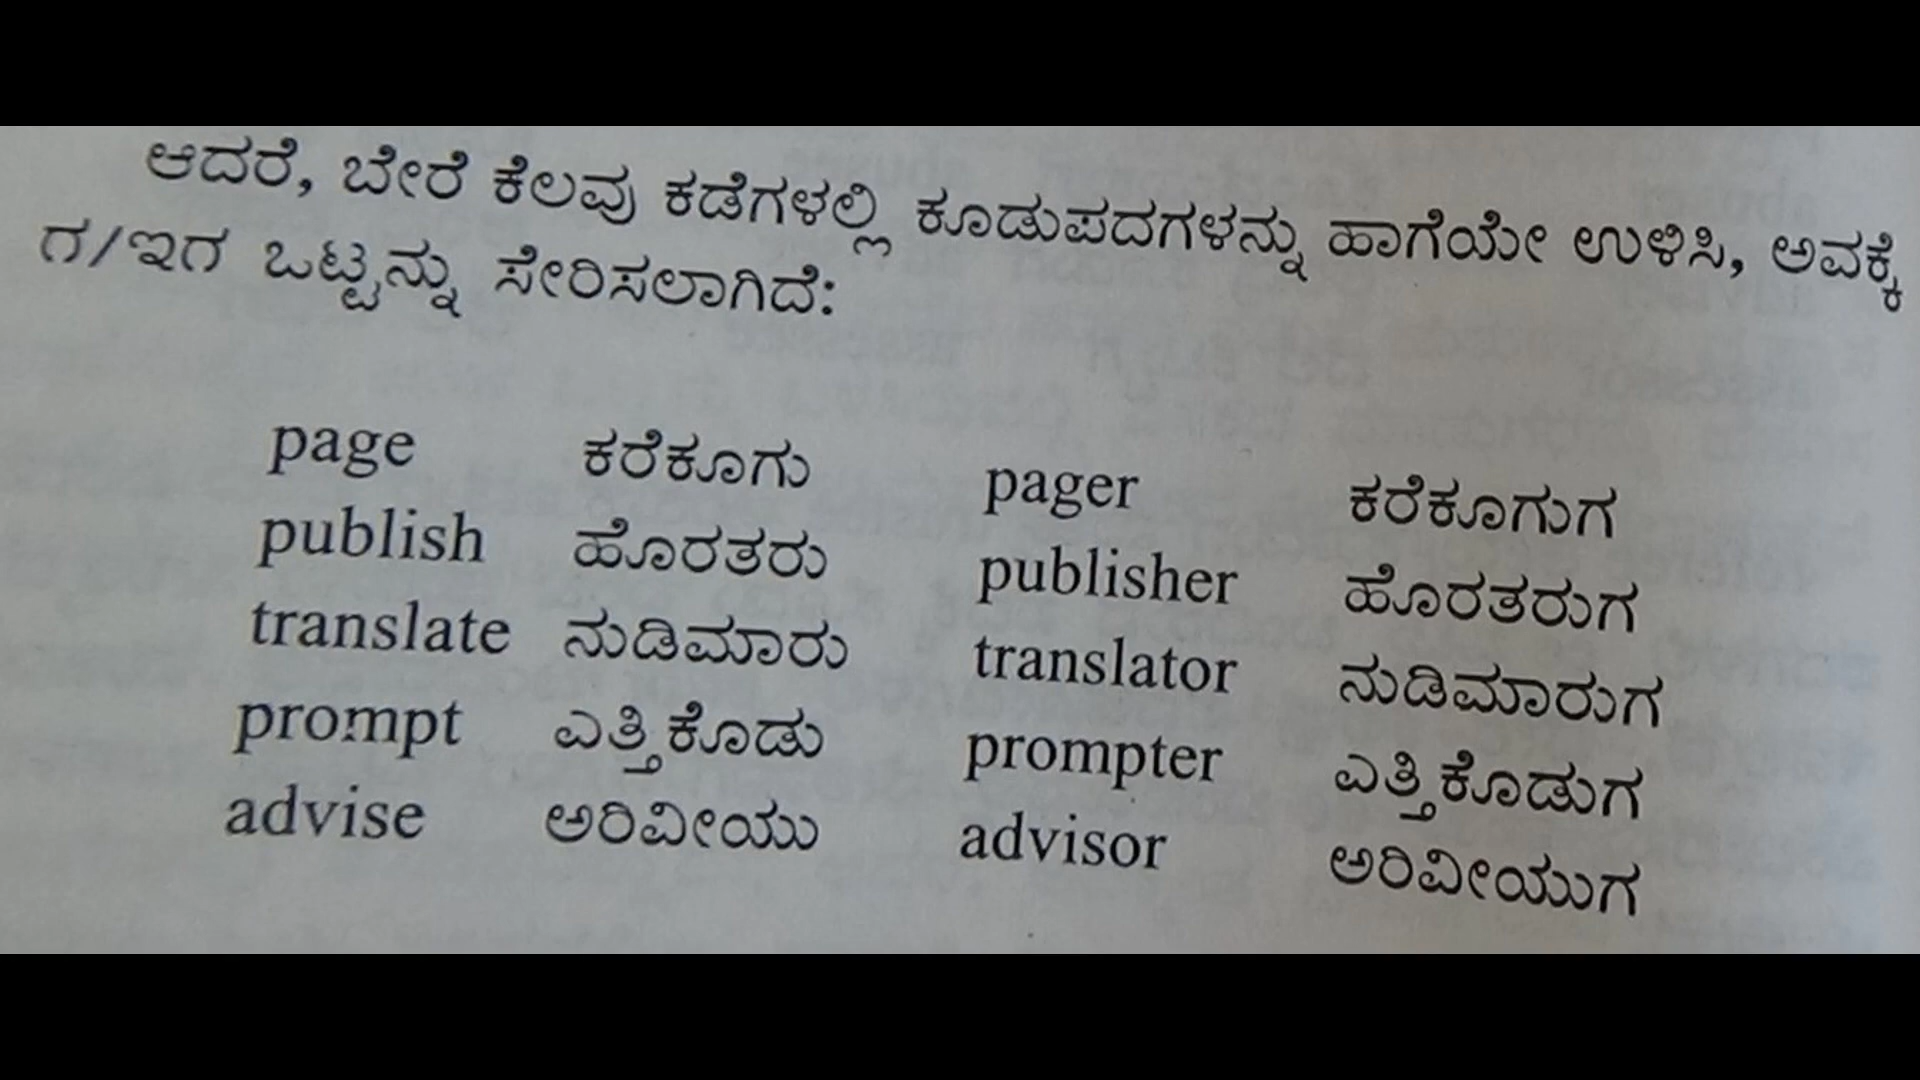 ಆದರೆ, ಬೇರೆ ಕೆಲವು ಕಡೆಗಳಲ್ಲಿ ಕೂಡುಪದಗಳನ್ನು ಹಾಗೆಯೇ ಉಳಿಸಿ, ಅವಕ್ಕೆ
ಗ/ಇಗ ಒಟ್ಟನ್ನು ಸೇರಿಸಲಾಗಿದೆ:
page ಕರೆಕೂಗು pager ಕರೆಕೂಗುಗ
publish ಹೊರತರು publisher ಹೊರತರುಗ
translate ನುಡಿಮಾರು translator ನುಡಿಮಾರುಗ
prompt ಎತ್ತಿಕೊಡು prompter ಎತ್ತಿಕೊಡುಗ
advise ಅರಿವೀಯು advisor ಅರಿವೀಯುಗ